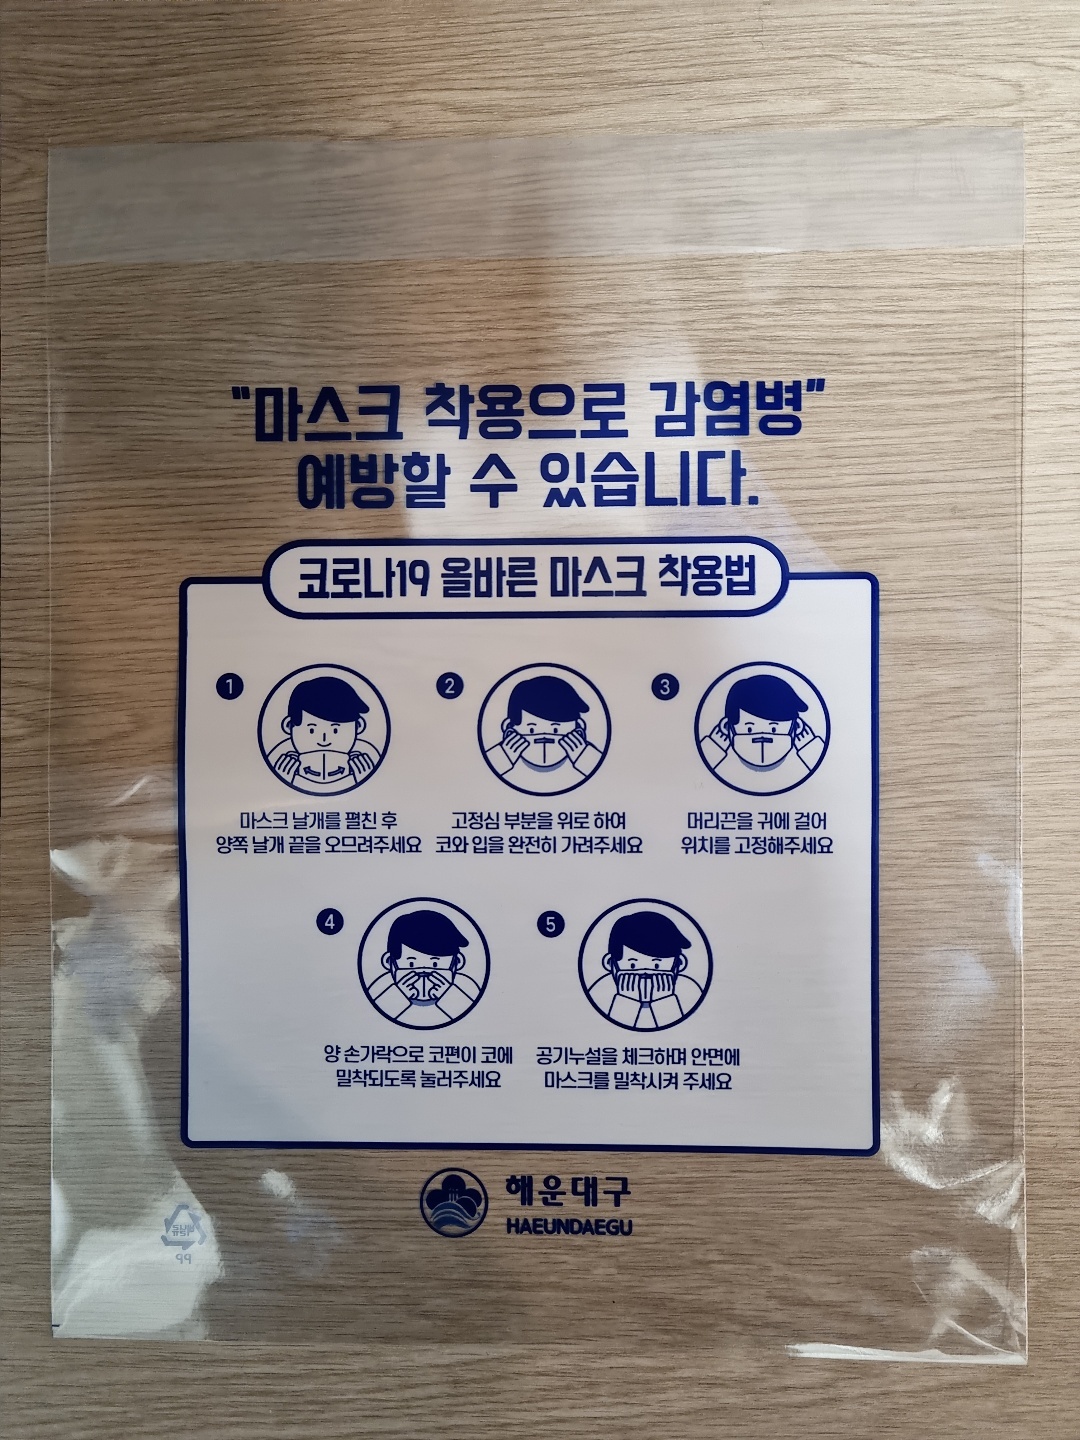 "마스크 착용으로 감염병"
예방할 수 있습니다.
코로나19 올바른 마스크 착용법
1
마스크 날개를 펼친 후
양쪽 날개 끝을 오므려주세요
2
고정심 부분을 위로 하여
코와 입을 완전히 가려주세요
3
머리끈을 귀에 걸어
위치를 고정해주세요
4
양 손가락으로 코편이 코에
밀착되도록 눌러주세요
5
공기누설을 체크하며 안면에
마스크를 밀착시켜 주세요
해운대구
HAEUNDAEGU
비닐류
PP